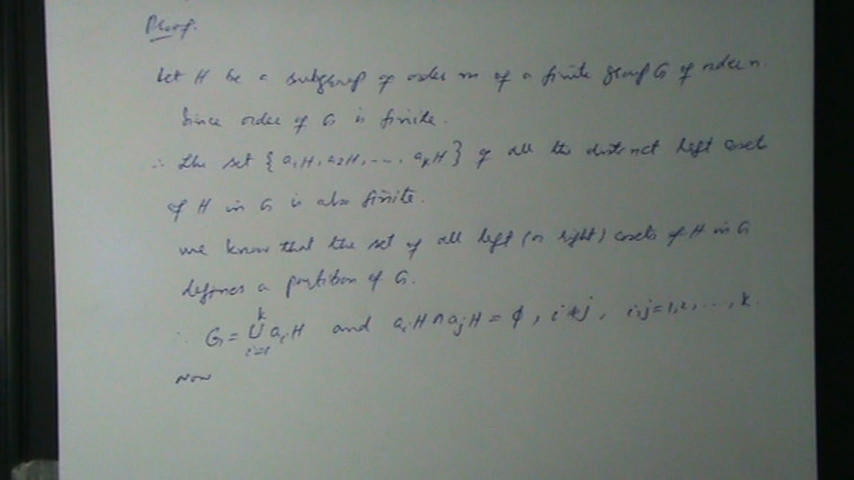 Proof.
Let H be a subgroup of order m of a finite group G of order n.
Since order of G is finite.
∴ the set {a₁H, a₂H, ---, aₖH} of all the distinct left cosets
of H in G is also finite.
we know that the set of all left (or right) cosets of H in G
defines a partition of G.
∴ G = ⋃ᵢ₌₁ᵏ aᵢH and aᵢH ∩ aⱼH = ϕ, i ≠ j, i,j=1,2, ..., k.
Now